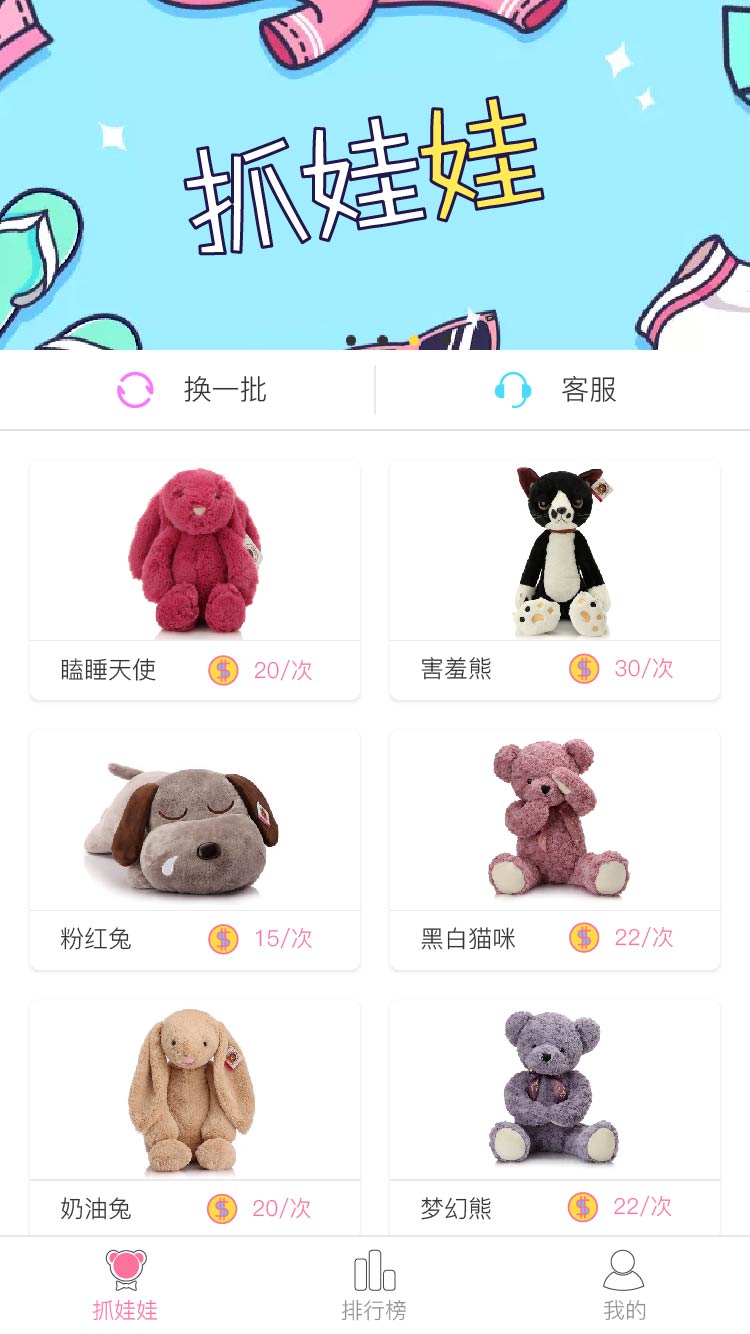 抓娃娃
换一批
客服
瞌睡天使 20/次
害羞熊 30/次
粉红兔 15/次
黑白猫咪 22/次
奶油兔 20/次
梦幻熊 22/次
抓娃娃
排行榜
我的